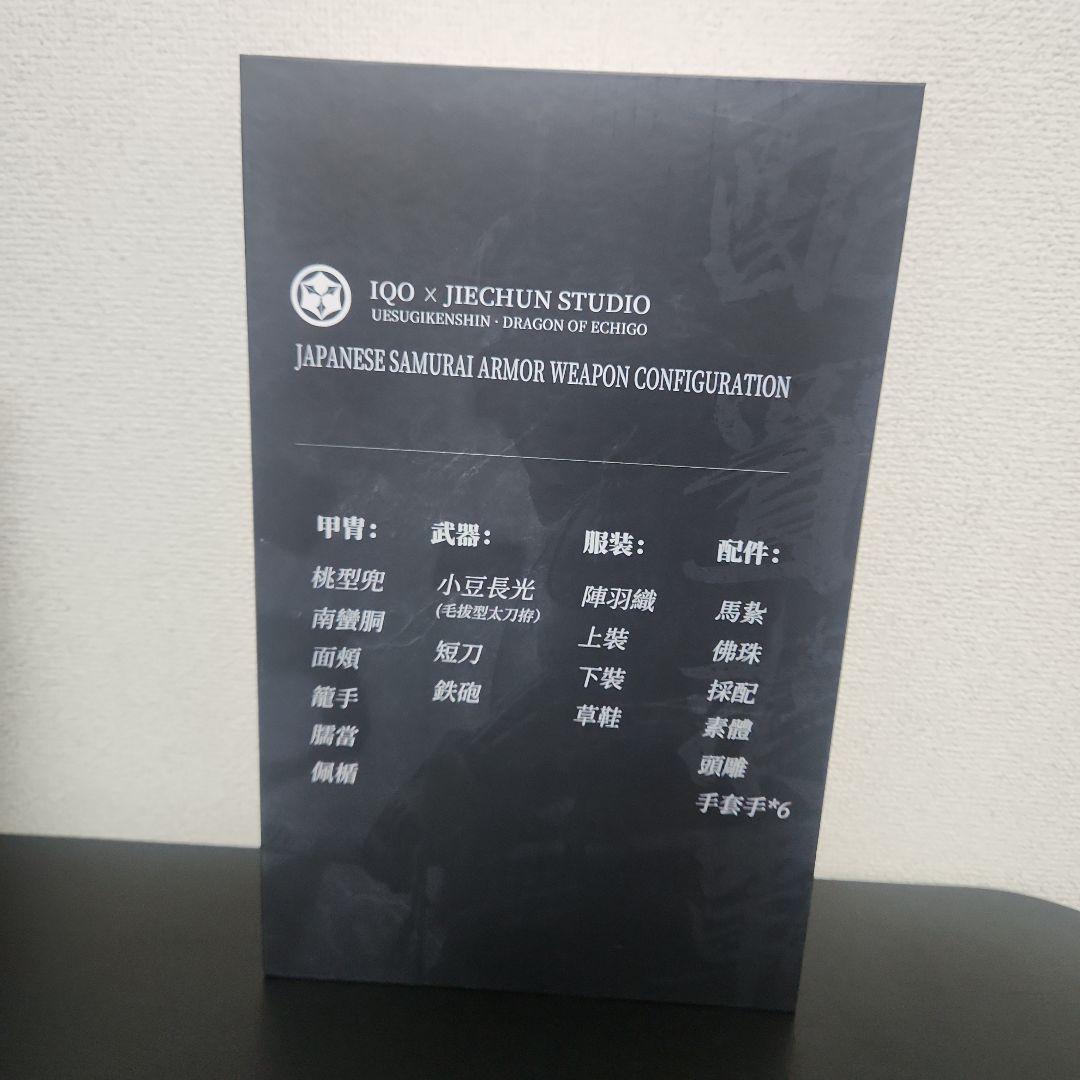 IQO × JIECHUN STUDIO
UESUGIKENSHIN · DRAGON OF ECHIGO
JAPANESE SAMURAI ARMOR WEAPON CONFIGURATION
甲冑：
桃型兜
南蠻胴
面頬
籠手
臑當
佩楯
武器：
小豆長光
(毛拔型太刀拵)
短刀
鉄砲
服装：
陣羽織
上裝
下裝
草鞋
配件：
馬紮
佛珠
採配
素體
頭雕
手套手*6